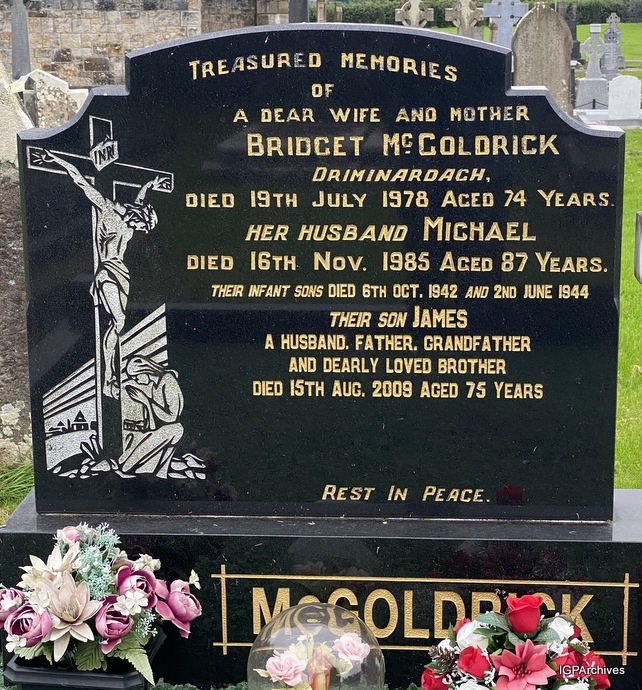 TREASURED MEMORIES
OF
A DEAR WIFE AND MOTHER
BRIDGET McGOLDRICK
DRIMINARDACH,
DIED 19TH JULY 1978 AGED 74 YEARS.
HER HUSBAND MICHAEL
DIED 16TH NOV. 1985 AGED 87 YEARS.
THEIR INFANT SONS DIED 6TH OCT. 1942 AND 2ND JUNE 1944
THEIR SON JAMES
A HUSBAND, FATHER, GRANDFATHER
AND DEARLY LOVED BROTHER
DIED 15TH AUG. 2009 AGED 75 YEARS
INRI
REST IN PEACE.
McGOLDRICK
IGPArchives